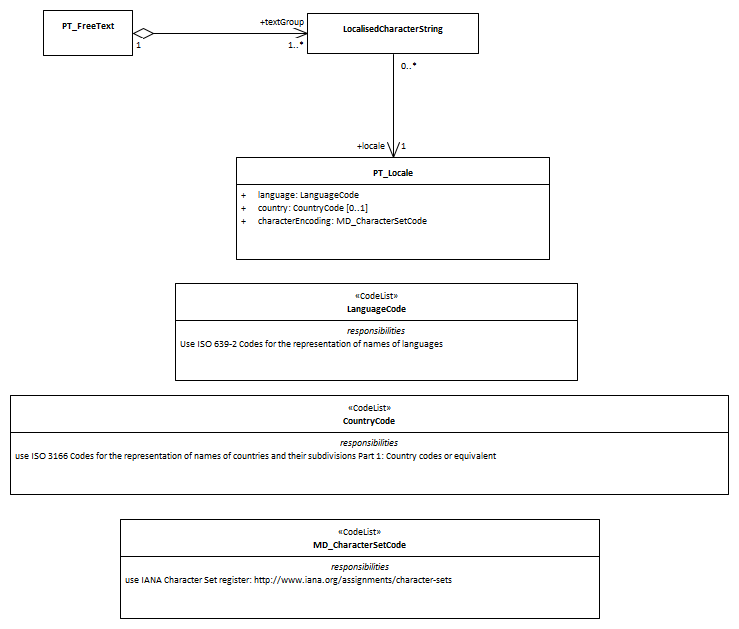 PT_FreeText
+textGroup
1
1..*
LocalisedCharacterString
0..*
+locale
1
PT_Locale
+ language: LanguageCode
+ country: CountryCode [0..1]
+ characterEncoding: MD_CharacterSetCode
«CodeList»
LanguageCode
responsibilities
Use ISO 639-2 Codes for the representation of names of languages
«CodeList»
CountryCode
responsibilities
use ISO 3166 Codes for the representation of names of countries and their subdivisions Part 1: Country codes or equivalent
«CodeList»
MD_CharacterSetCode
responsibilities
use IANA Character Set register: http://www.iana.org/assignments/character-sets